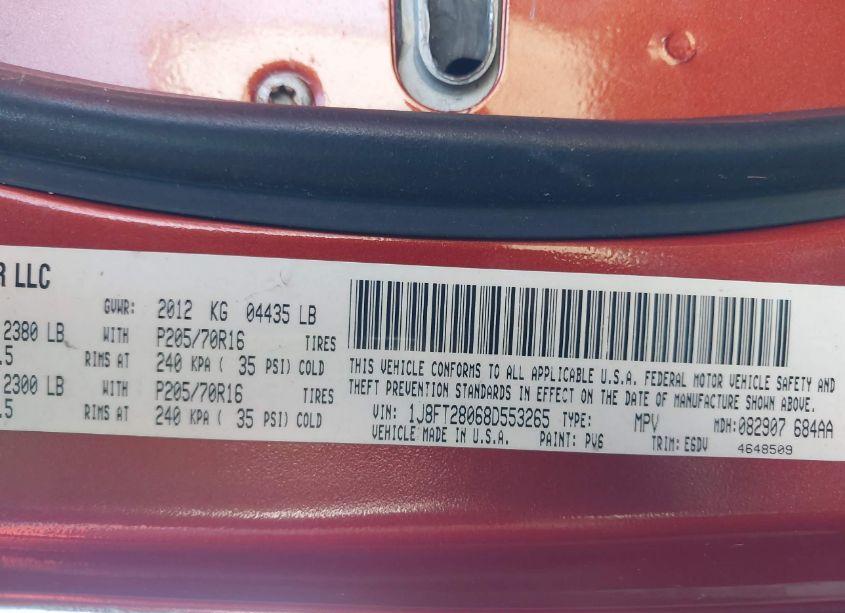 R LLC
GVWR: 2012 KG 04435 LB
2380 LB WITH P205/70R16 TIRES
.5 RIMS AT 240 KPA ( 35 PSI) COLD
2300 LB WITH P205/70R16 TIRES
.5 RIMS AT 240 KPA ( 35 PSI) COLD
THIS VEHICLE CONFORMS TO ALL APPLICABLE U.S.A. FEDERAL MOTOR VEHICLE SAFETY AND
THEFT PREVENTION STANDARDS IN EFFECT ON THE DATE OF MANUFACTURE SHOWN ABOVE.
VIN: 1J8FT28068D553265 TYPE: MPV MDH: 082907 684AA
VEHICLE MADE IN U.S.A. PAINT: PV6 TRIM: E6DV 4648509